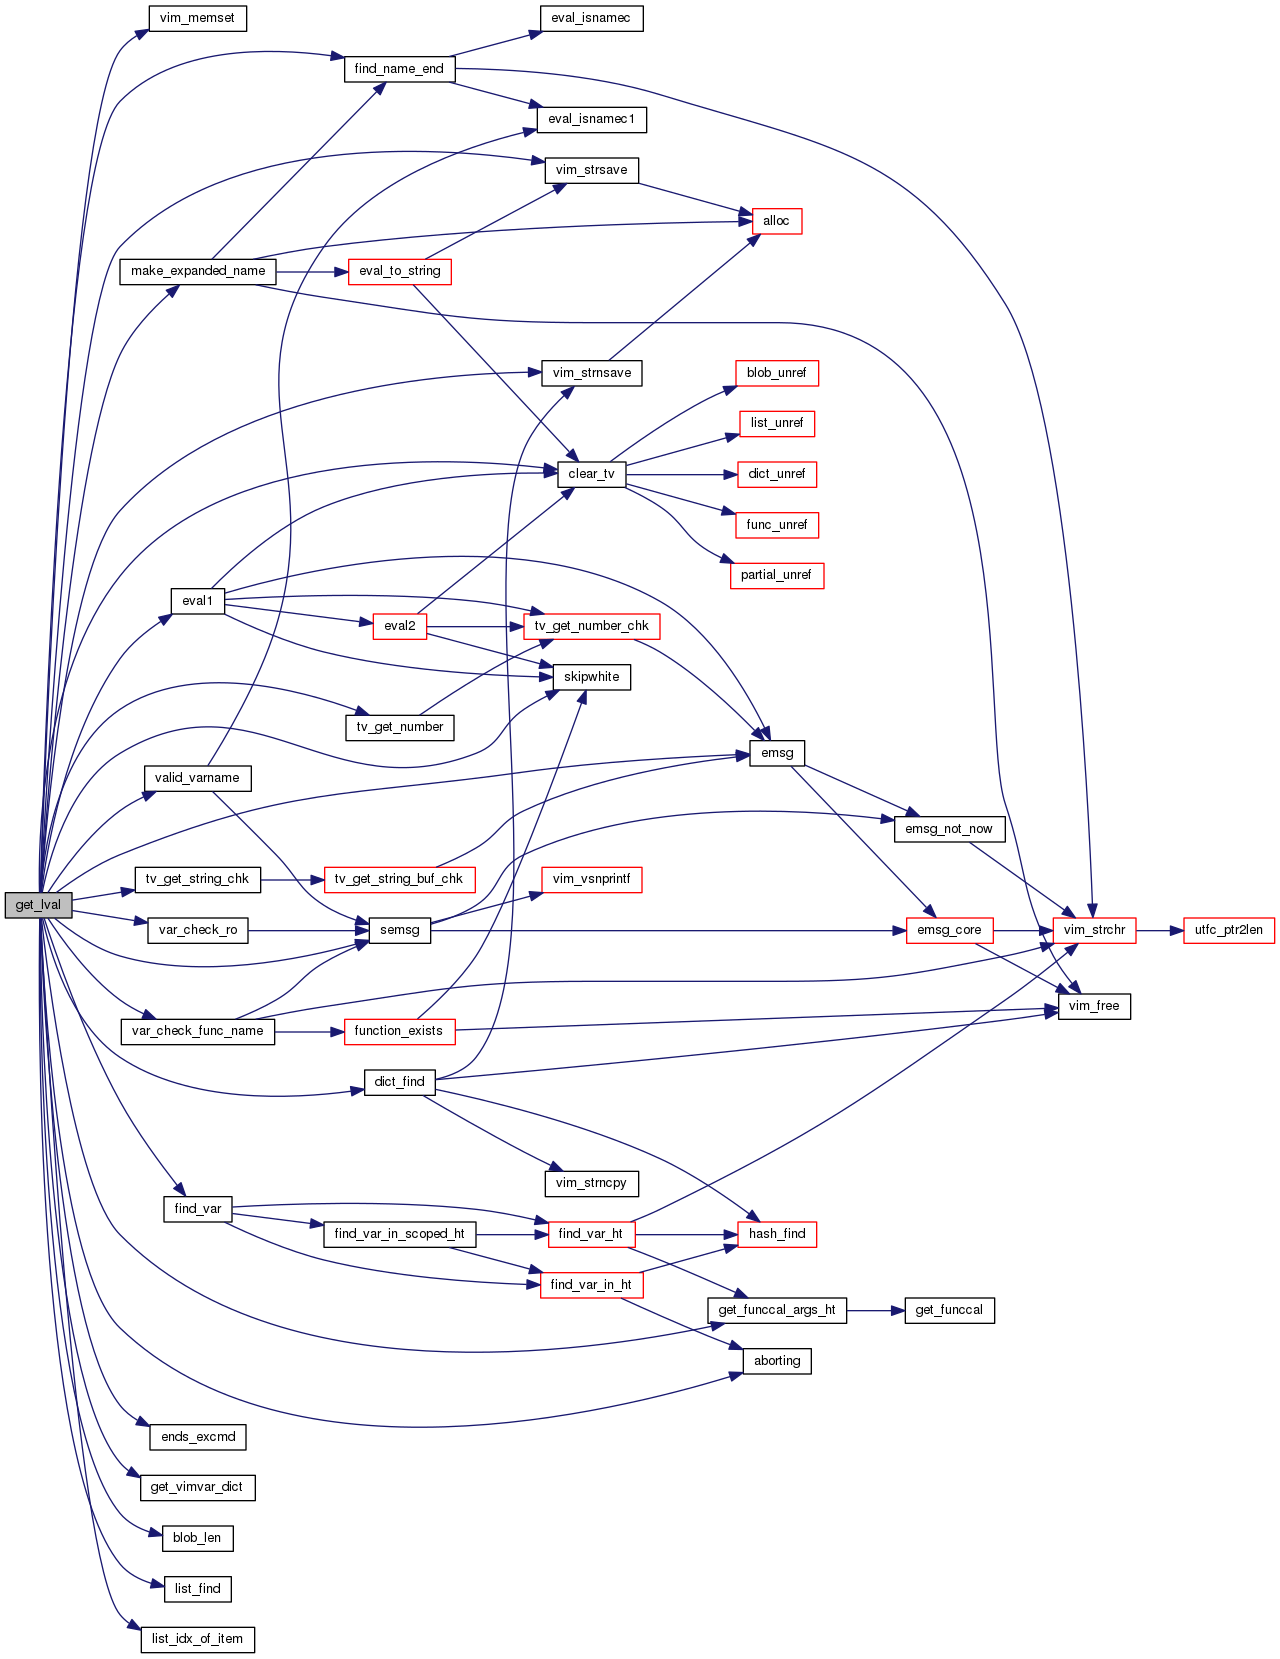 vim_memset
eval_isnamec
find_name_end
eval_isnamec1
vim_strsave
alloc
make_expanded_name
eval_to_string
vim_strnsave
blob_unref
list_unref
clear_tv
dict_unref
func_unref
partial_unref
eval1
eval2
tv_get_number_chk
skipwhite
tv_get_number
emsg
valid_varname
emsg_not_now
tv_get_string_chk
tv_get_string_buf_chk
vim_vsnprintf
get_lval
var_check_ro
semsg
emsg_core
vim_strchr
utfc_ptr2len
vim_free
var_check_func_name
function_exists
dict_find
vim_strncpy
find_var
find_var_in_scoped_ht
find_var_ht
hash_find
find_var_in_ht
get_funccal_args_ht
get_funccal
aborting
ends_excmd
get_vimvar_dict
blob_len
list_find
list_idx_of_item